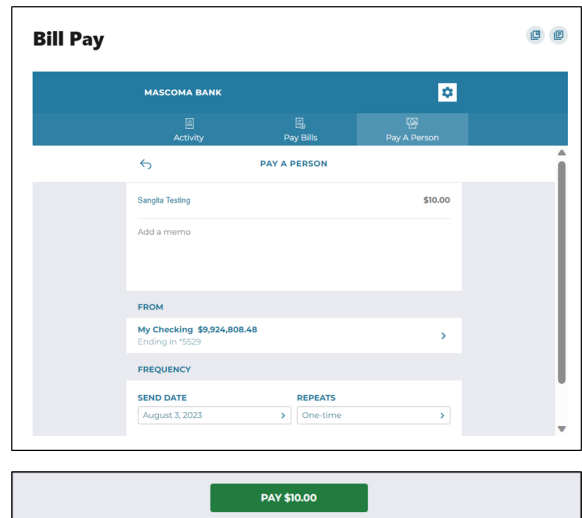 Bill Pay
MASCOMA BANK
Activity
Pay Bills
Pay A Person
PAY A PERSON
Sangita Testing
$10.00
Add a memo
FROM
My Checking $9,924,808.48
Ending in *5529
FREQUENCY
SEND DATE
REPEATS
August 3, 2023
One-time
PAY $10.00